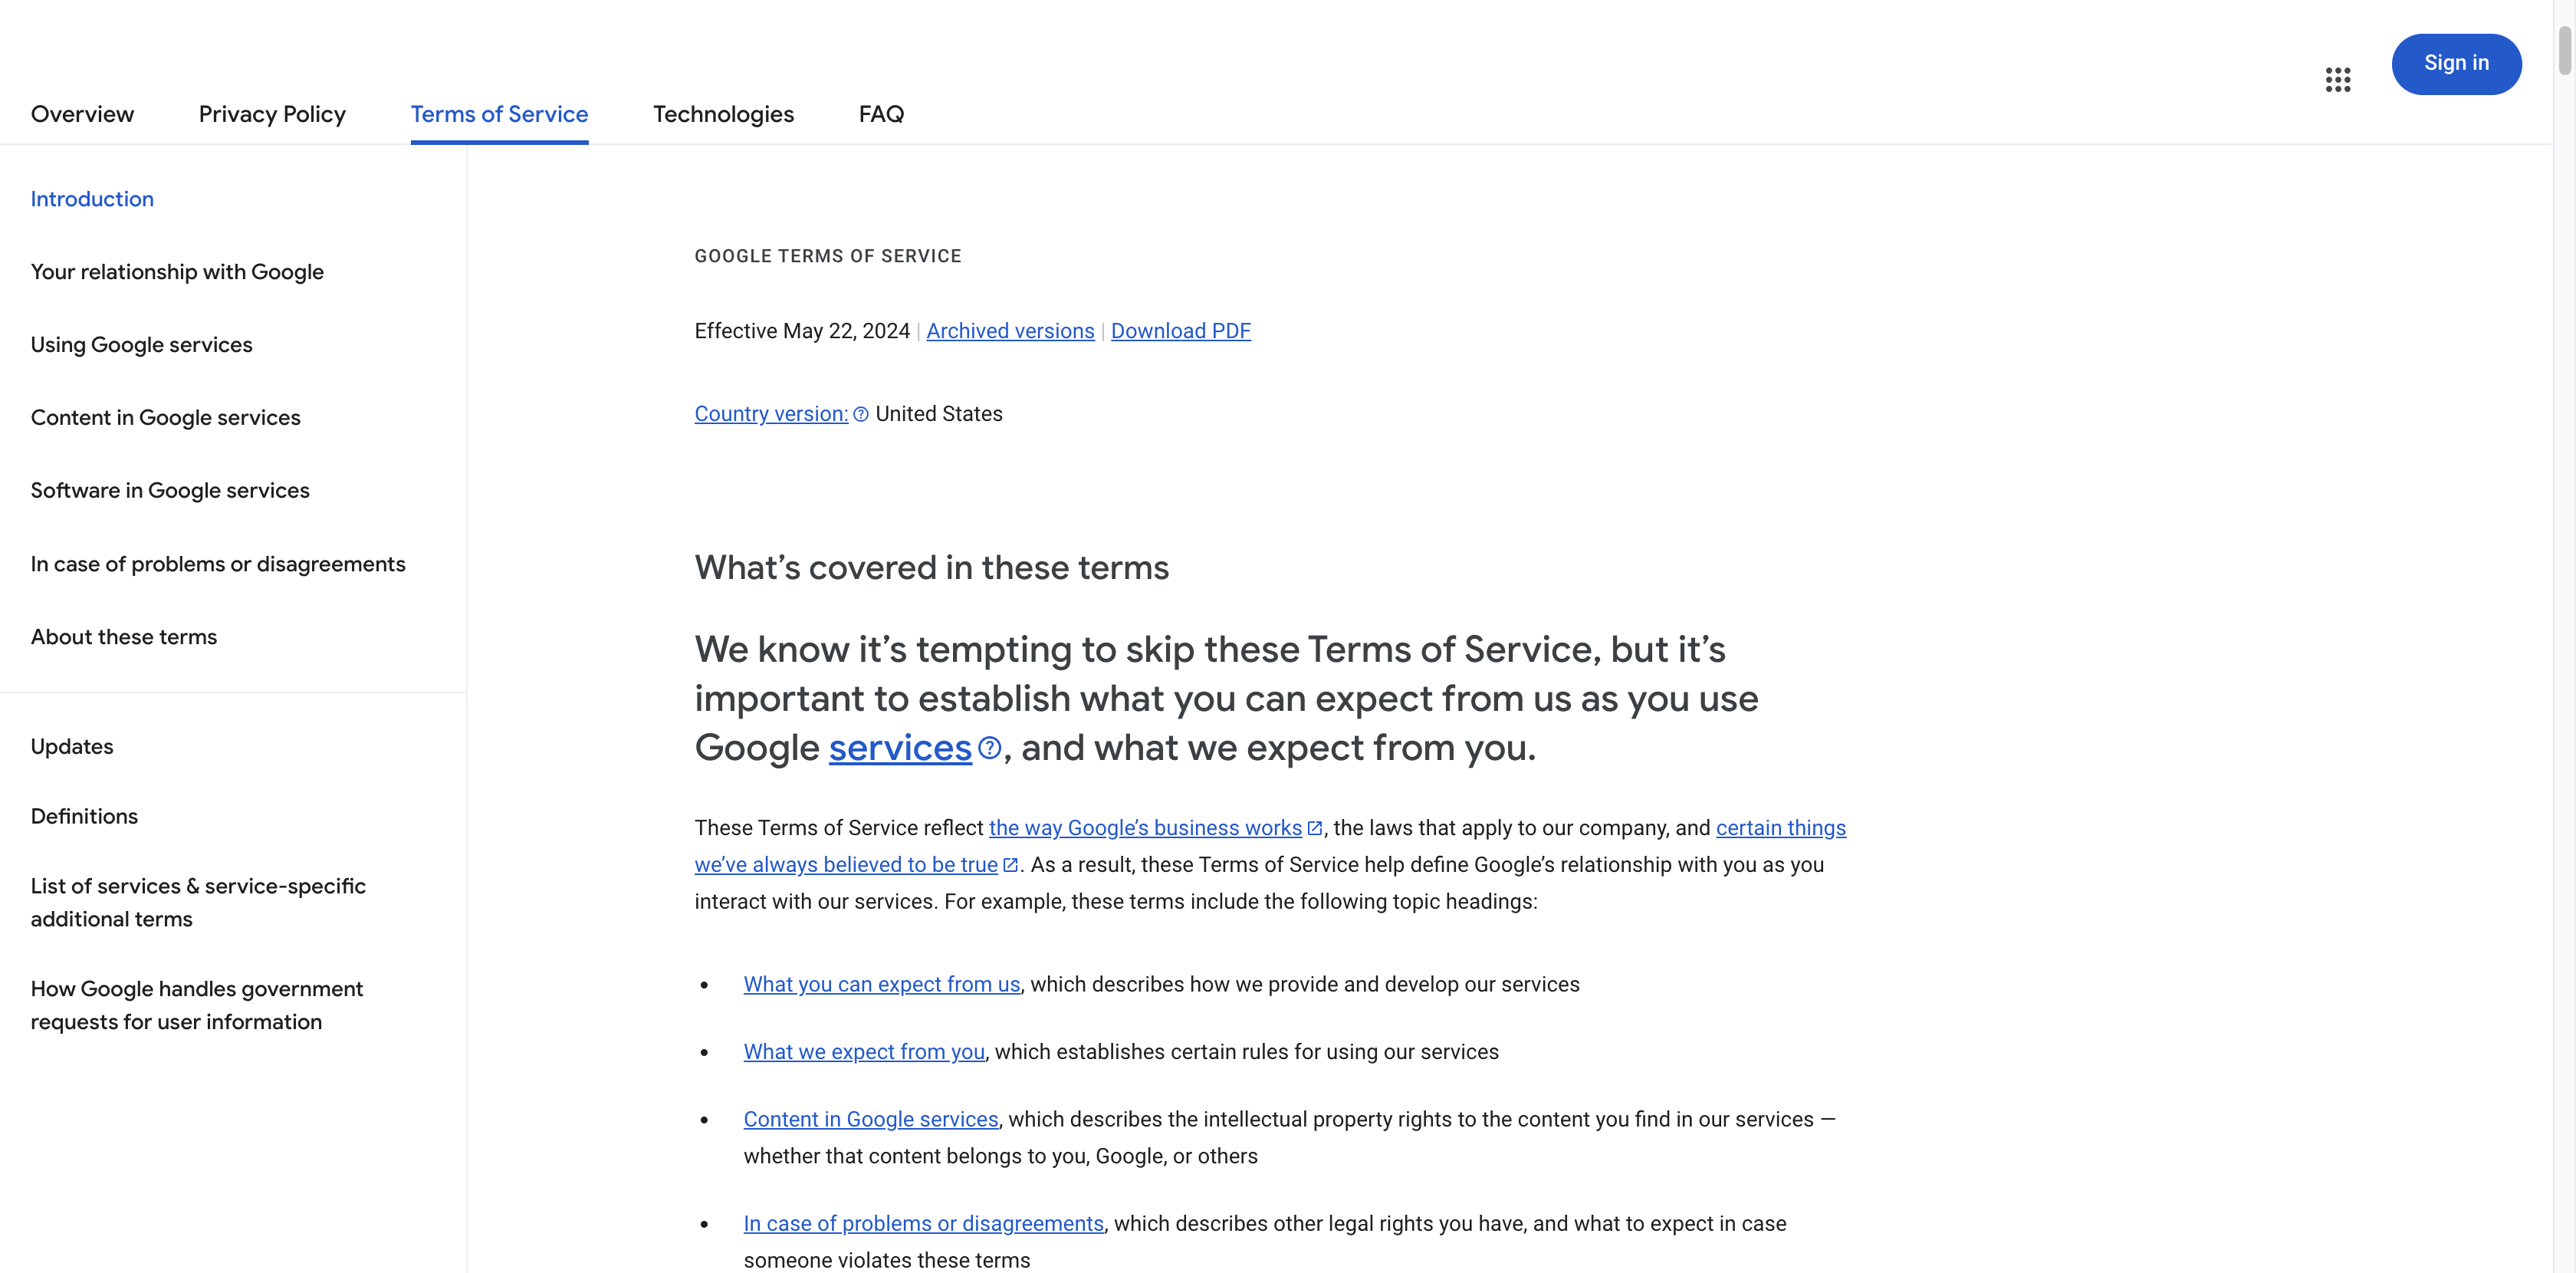 Sign in
Overview
Privacy Policy
Terms of Service
Technologies
FAQ
Introduction
Your relationship with Google
Using Google services
Content in Google services
Software in Google services
In case of problems or disagreements
About these terms
Updates
Definitions
List of services & service-specific
additional terms
How Google handles government
requests for user information
GOOGLE TERMS OF SERVICE
Effective May 22, 2024 | Archived versions | Download PDF
Country version: United States
What’s covered in these terms
We know it’s tempting to skip these Terms of Service, but it’s
important to establish what you can expect from us as you use
Google services, and what we expect from you.
These Terms of Service reflect the way Google’s business works, the laws that apply to our company, and certain things
we’ve always believed to be true. As a result, these Terms of Service help define Google’s relationship with you as you
interact with our services. For example, these terms include the following topic headings:
• What you can expect from us, which describes how we provide and develop our services
• What we expect from you, which establishes certain rules for using our services
• Content in Google services, which describes the intellectual property rights to the content you find in our services —
whether that content belongs to you, Google, or others
• In case of problems or disagreements, which describes other legal rights you have, and what to expect in case
someone violates these terms